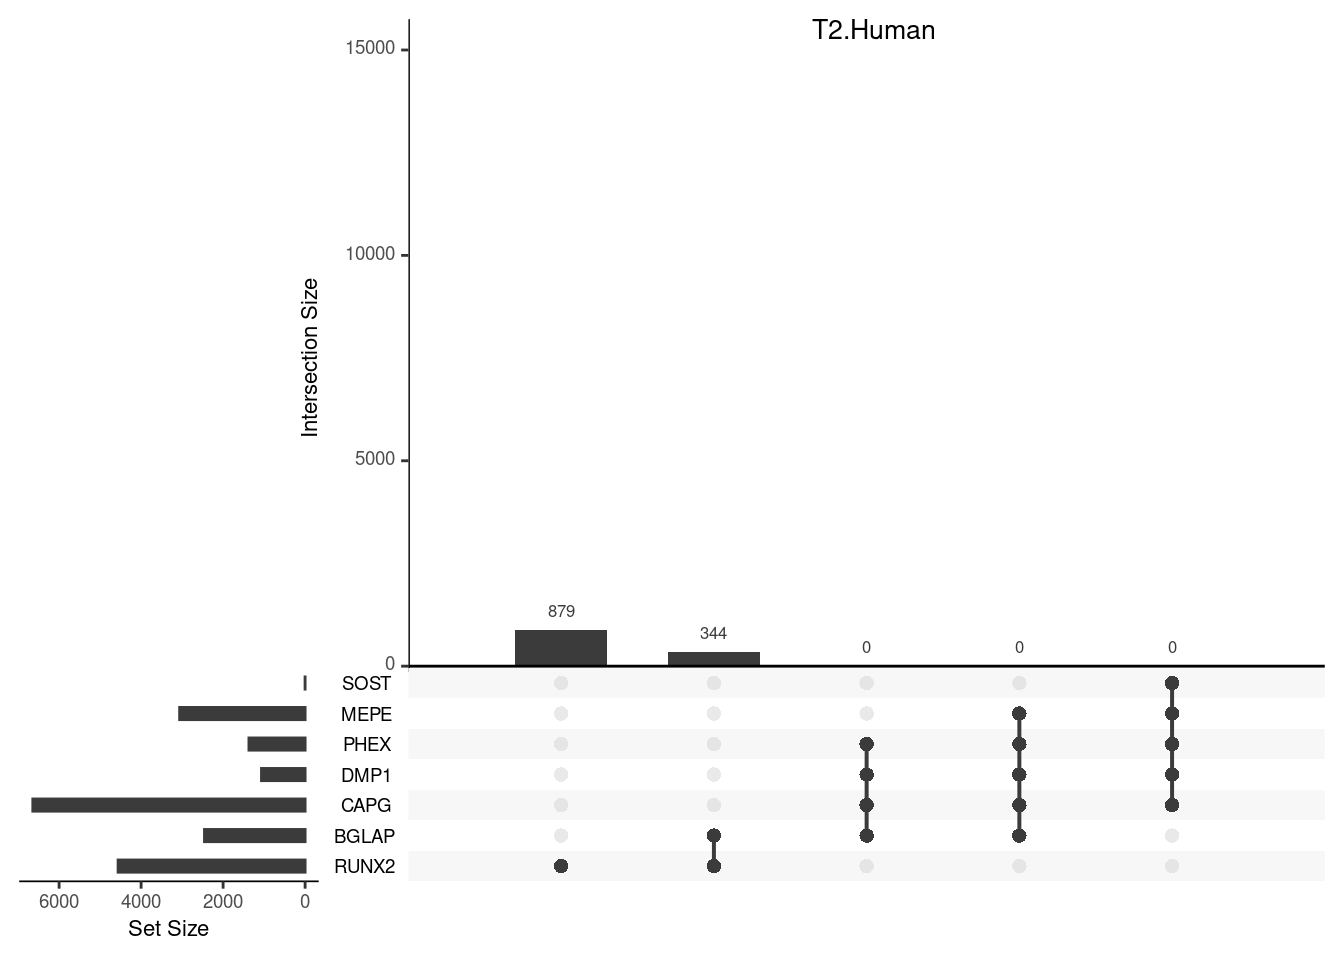 T2.Human
15000
10000
5000
0
Intersection Size
879
344
0
0
0
SOST
MEPE
PHEX
DMP1
CAPG
BGLAP
RUNX2
6000 4000 2000 0
Set Size